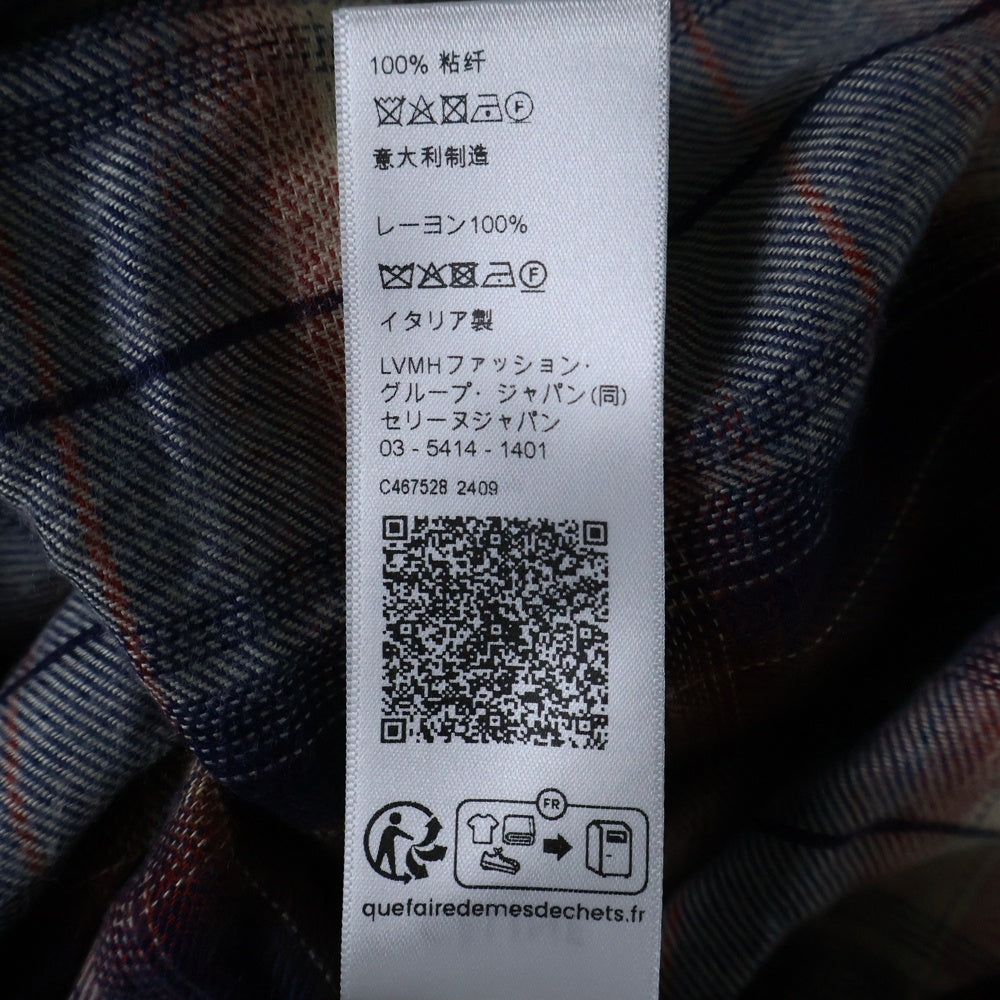 100% 粘纤
F
意大利制造
レーヨン100%
F
イタリア製
LVMHファッション・
グループ・ジャパン(同)
セリーヌジャパン
03 - 5414 - 1401
C467528 2409
FR
quefairedemesdechets.fr